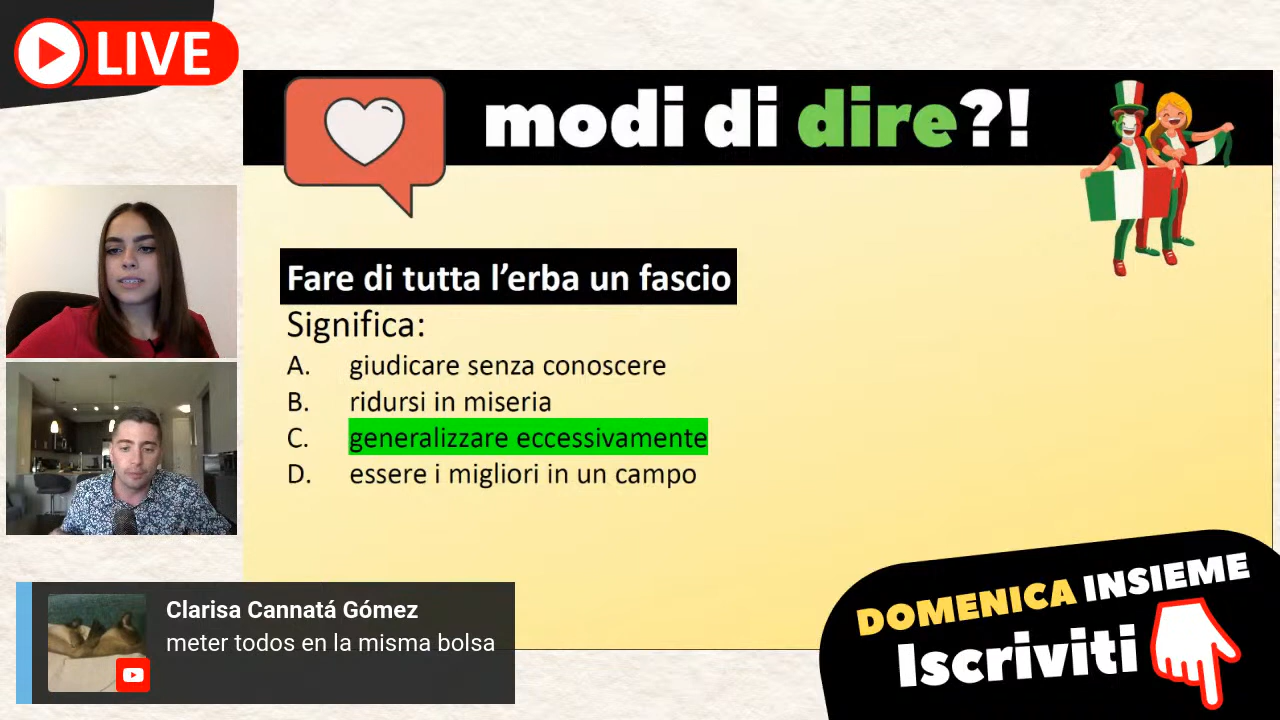 LIVE
modi di dire?!
Fare di tutta l’erba un fascio
Significa:
A. giudicare senza conoscere
B. ridursi in miseria
C. generalizzare eccessivamente
D. essere i migliori in un campo
Clarisa Cannatá Gómez
meter todos en la misma bolsa
DOMENICA INSIEME
Iscriviti